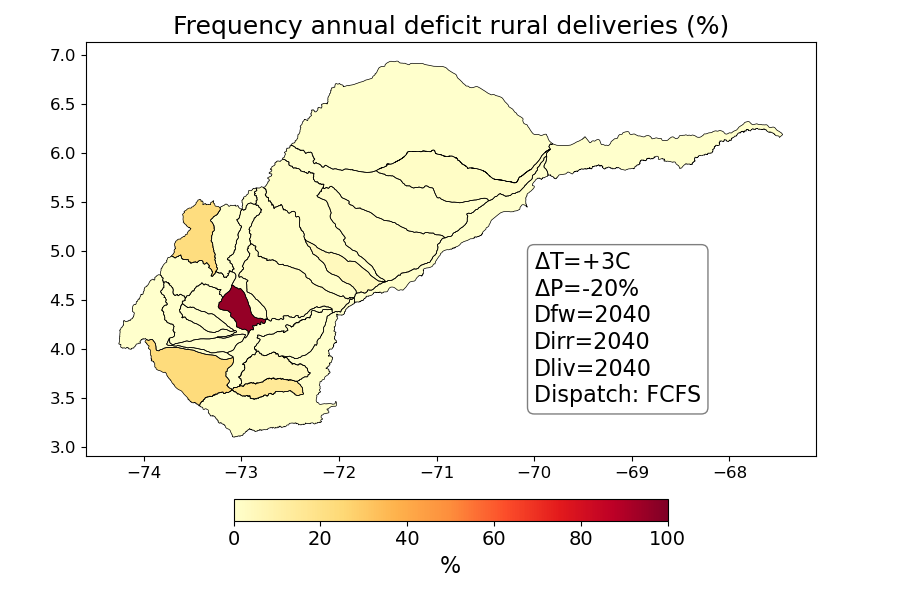 Frequency annual deficit rural deliveries (%)
7.0
6.5
6.0
5.5
5.0
4.5
4.0
3.5
3.0
ΔT=+3C
ΔP=-20%
Dfw=2040
Dirr=2040
Dliv=2040
Dispatch: FCFS
−74 −73 −72 −71 −70 −69 −68
0 20 40 60 80 100
%